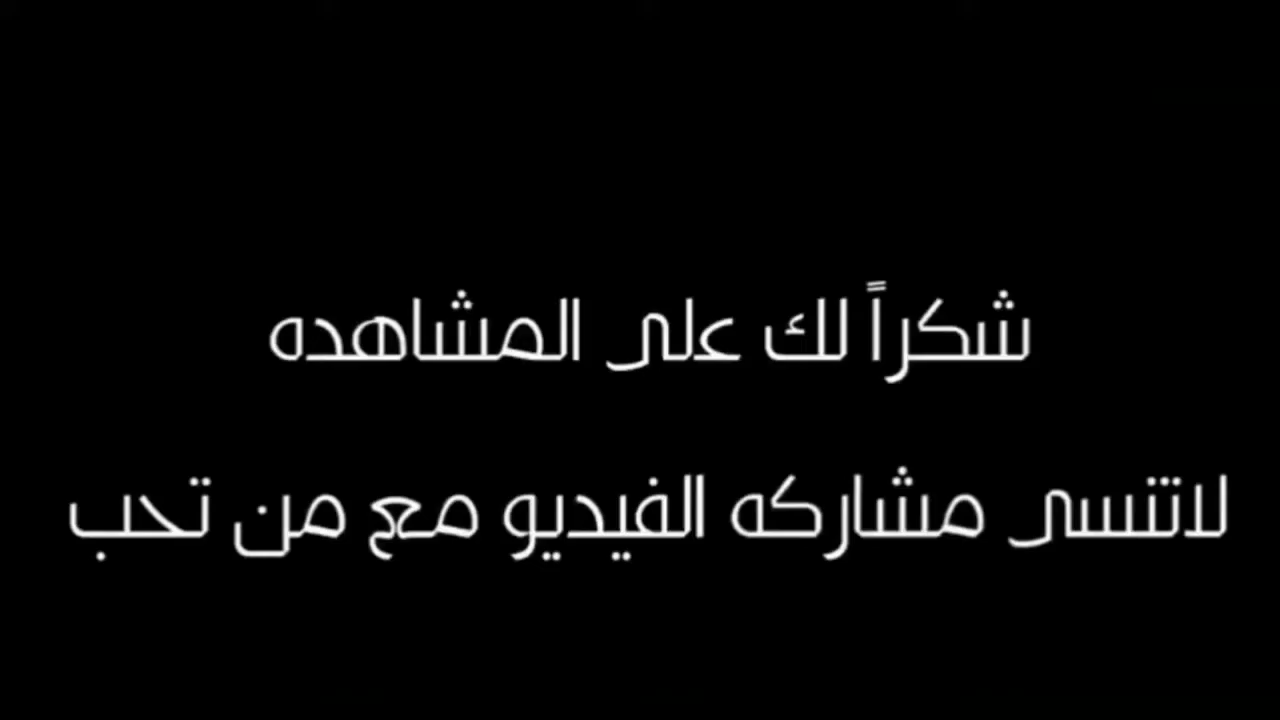 شكراً لك على المشاهده
لاتنسى مشاركه الفيديو مع من تحب